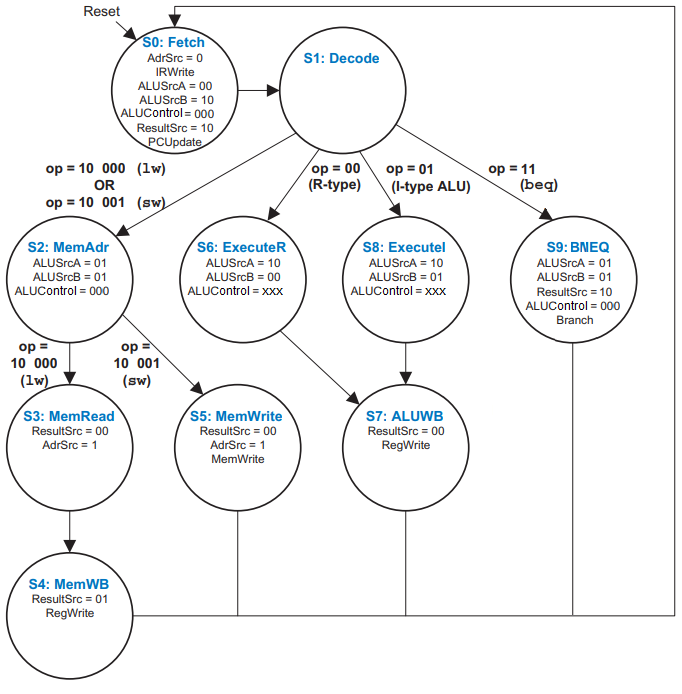 Reset
S0: Fetch
AdrSrc = 0
IRWrite
ALUSrcA = 00
ALUSrcB = 10
ALUControl = 000
ResultSrc = 10
PCUpdate
S1: Decode
op = 10 000 (lw)
OR
op = 10 001 (sw)
op = 00
(R-type)
op = 01
(I-type ALU)
op = 11
(beq)
S2: MemAdr
ALUSrcA = 01
ALUSrcB = 01
ALUControl = 000
S6: ExecuteR
ALUSrcA = 10
ALUSrcB = 00
ALUControl = xxx
S8: ExecuteI
ALUSrcA = 10
ALUSrcB = 01
ALUControl = xxx
S9: BNEQ
ALUSrcA = 01
ALUSrcB = 01
ResultSrc = 10
ALUControl = 000
Branch
op =
10 000
(lw)
op =
10 001
(sw)
S3: MemRead
ResultSrc = 00
AdrSrc = 1
S5: MemWrite
ResultSrc = 00
AdrSrc = 1
MemWrite
S7: ALUWB
ResultSrc = 00
RegWrite
S4: MemWB
ResultSrc = 01
RegWrite